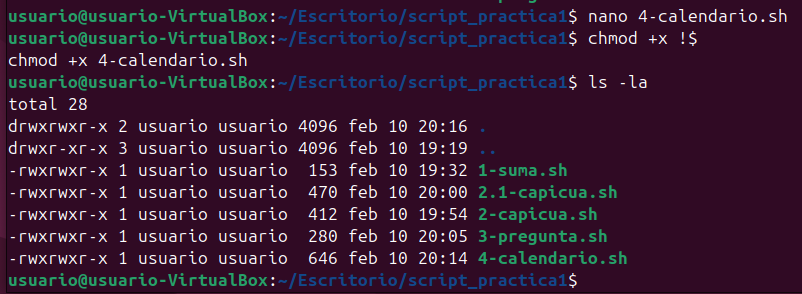 usuario@usuario-VirtualBox:~/Escritorio/script_practica1$ nano 4-calendario.sh
usuario@usuario-VirtualBox:~/Escritorio/script_practica1$ chmod +x !$
chmod +x 4-calendario.sh
usuario@usuario-VirtualBox:~/Escritorio/script_practica1$ ls -la
total 28
drwxrwxr-x 2 usuario usuario 4096 feb 10 20:16 .
drwxr-xr-x 3 usuario usuario 4096 feb 10 19:19 ..
-rwxrwxr-x 1 usuario usuario  153 feb 10 19:32 1-suma.sh
-rwxrwxr-x 1 usuario usuario  470 feb 10 20:00 2.1-capicua.sh
-rwxrwxr-x 1 usuario usuario  412 feb 10 19:54 2-capicua.sh
-rwxrwxr-x 1 usuario usuario  280 feb 10 20:05 3-pregunta.sh
-rwxrwxr-x 1 usuario usuario  646 feb 10 20:14 4-calendario.sh
usuario@usuario-VirtualBox:~/Escritorio/script_practica1$